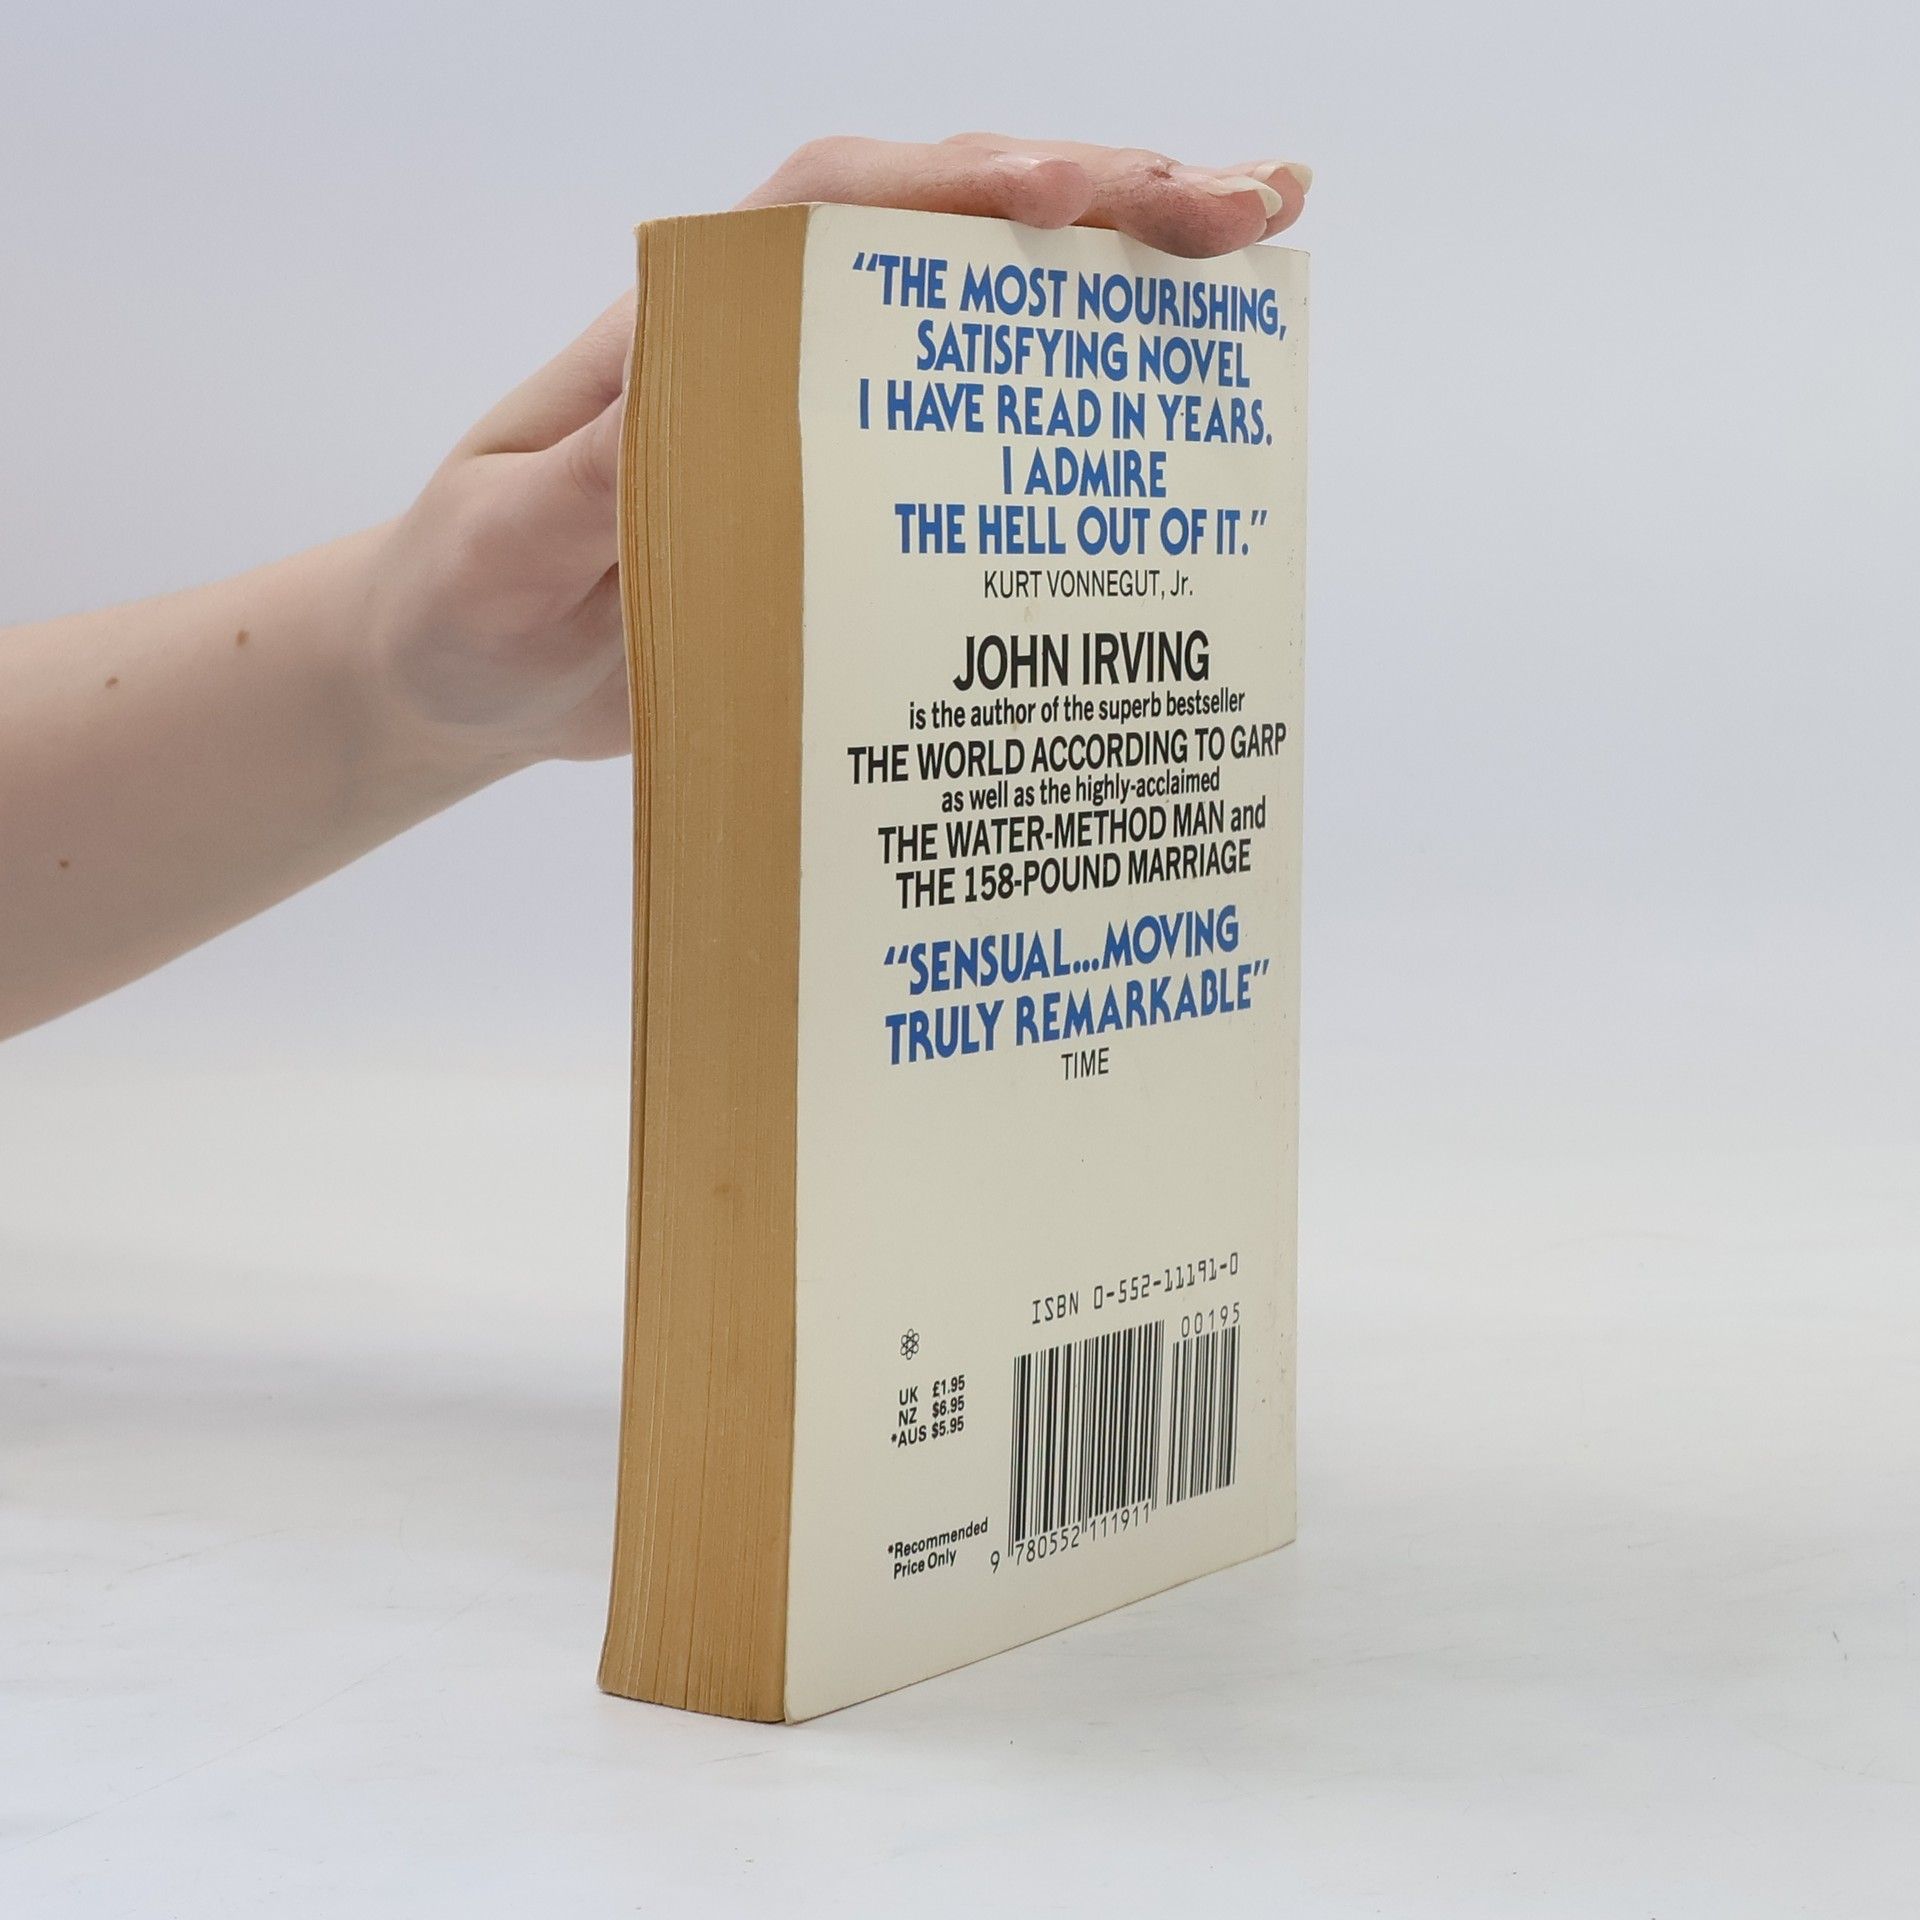 “THE MOST NOURISHING,
SATISFYING NOVEL
I HAVE READ IN YEARS.
I ADMIRE
THE HELL OUT OF IT.”
KURT VONNEGUT, Jr.
JOHN IRVING
is the author of the superb bestseller
THE WORLD ACCORDING TO GARP
as well as the highly-acclaimed
THE WATER-METHOD MAN and
THE 158-POUND MARRIAGE
“SENSUAL...MOVING
TRULY REMARKABLE”
TIME
ISBN 0-552-11191-0
00195
UK £1.95
NZ $6.95
*AUS $5.95
*Recommended
Price Only
9 780552 111911